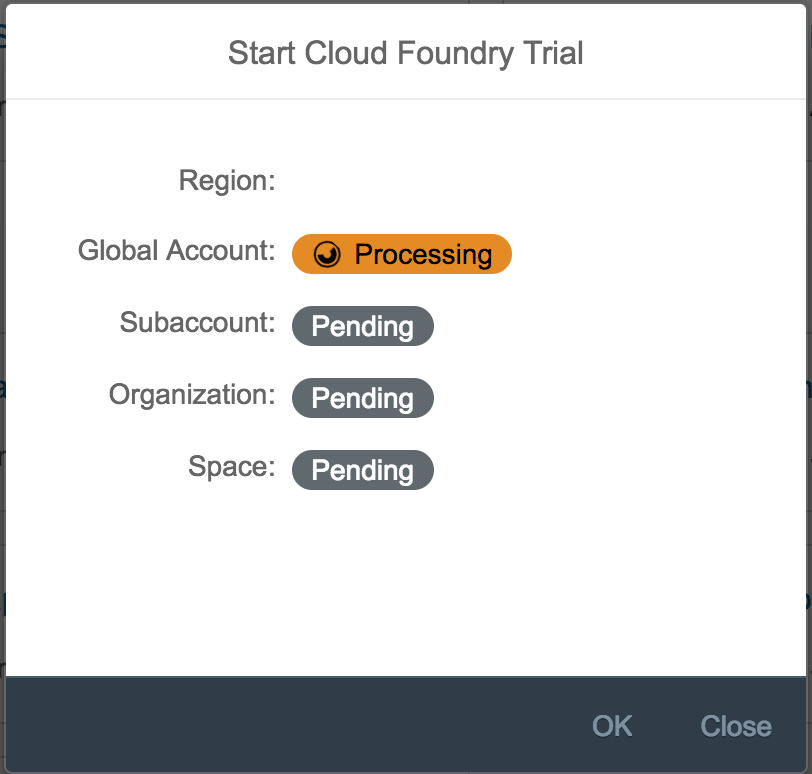 Start Cloud Foundry Trial
Region:
Global Account: Processing
Subaccount: Pending
Organization: Pending
Space: Pending
OK Close